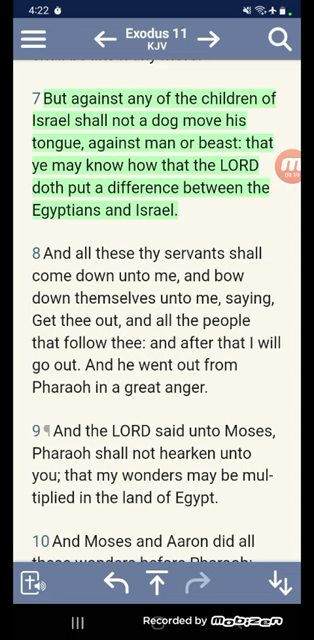 4:22
Exodus 11
KJV
7 But against any of the children of
Israel shall not a dog move his
tongue, against man or beast: that
ye may know how that the LORD
doth put a difference between the
Egyptians and Israel.
8 And all these thy servants shall
come down unto me, and bow
down themselves unto me, saying,
Get thee out, and all the people
that follow thee: and after that I will
go out. And he went out from
Pharaoh in a great anger.
9 ¶ And the LORD said unto Moses,
Pharaoh shall not hearken unto
you; that my wonders may be mul-
tiplied in the land of Egypt.
10 And Moses and Aaron did all
these wonders before Pharaoh:
Recorded by mobizen